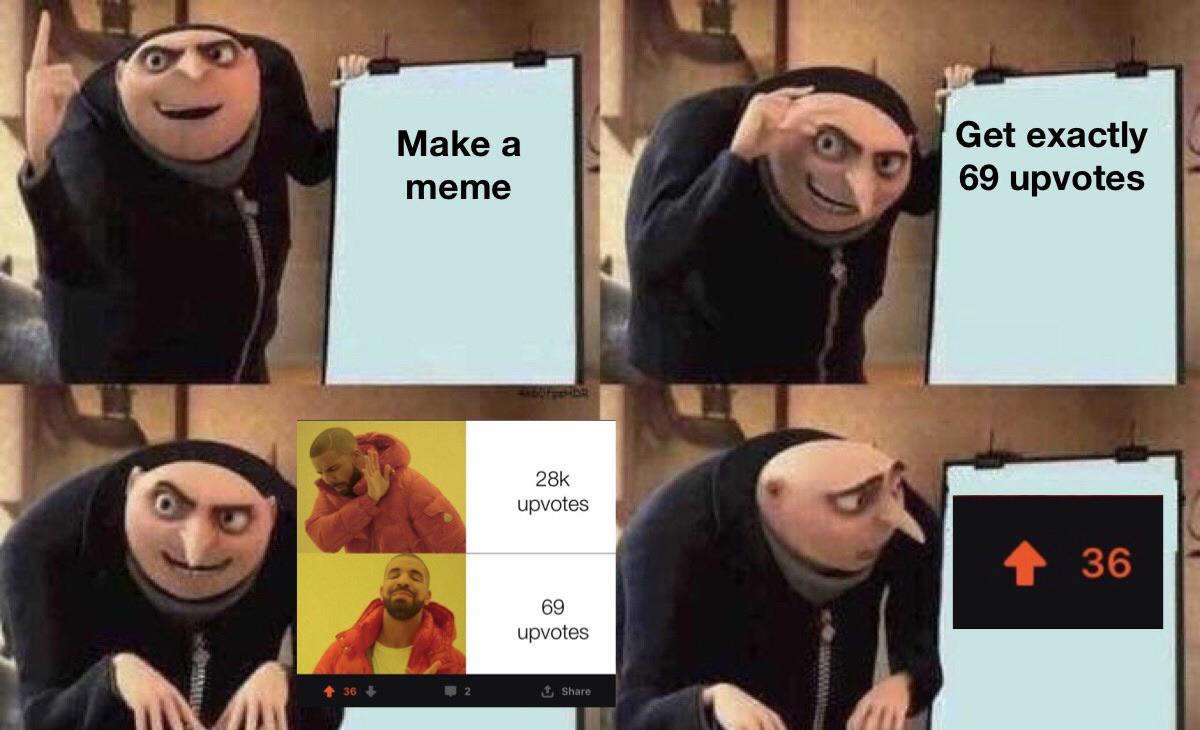 Make a
meme
Get exactly
69 upvotes
28k
upvotes
69
upvotes
36
2
Share
36